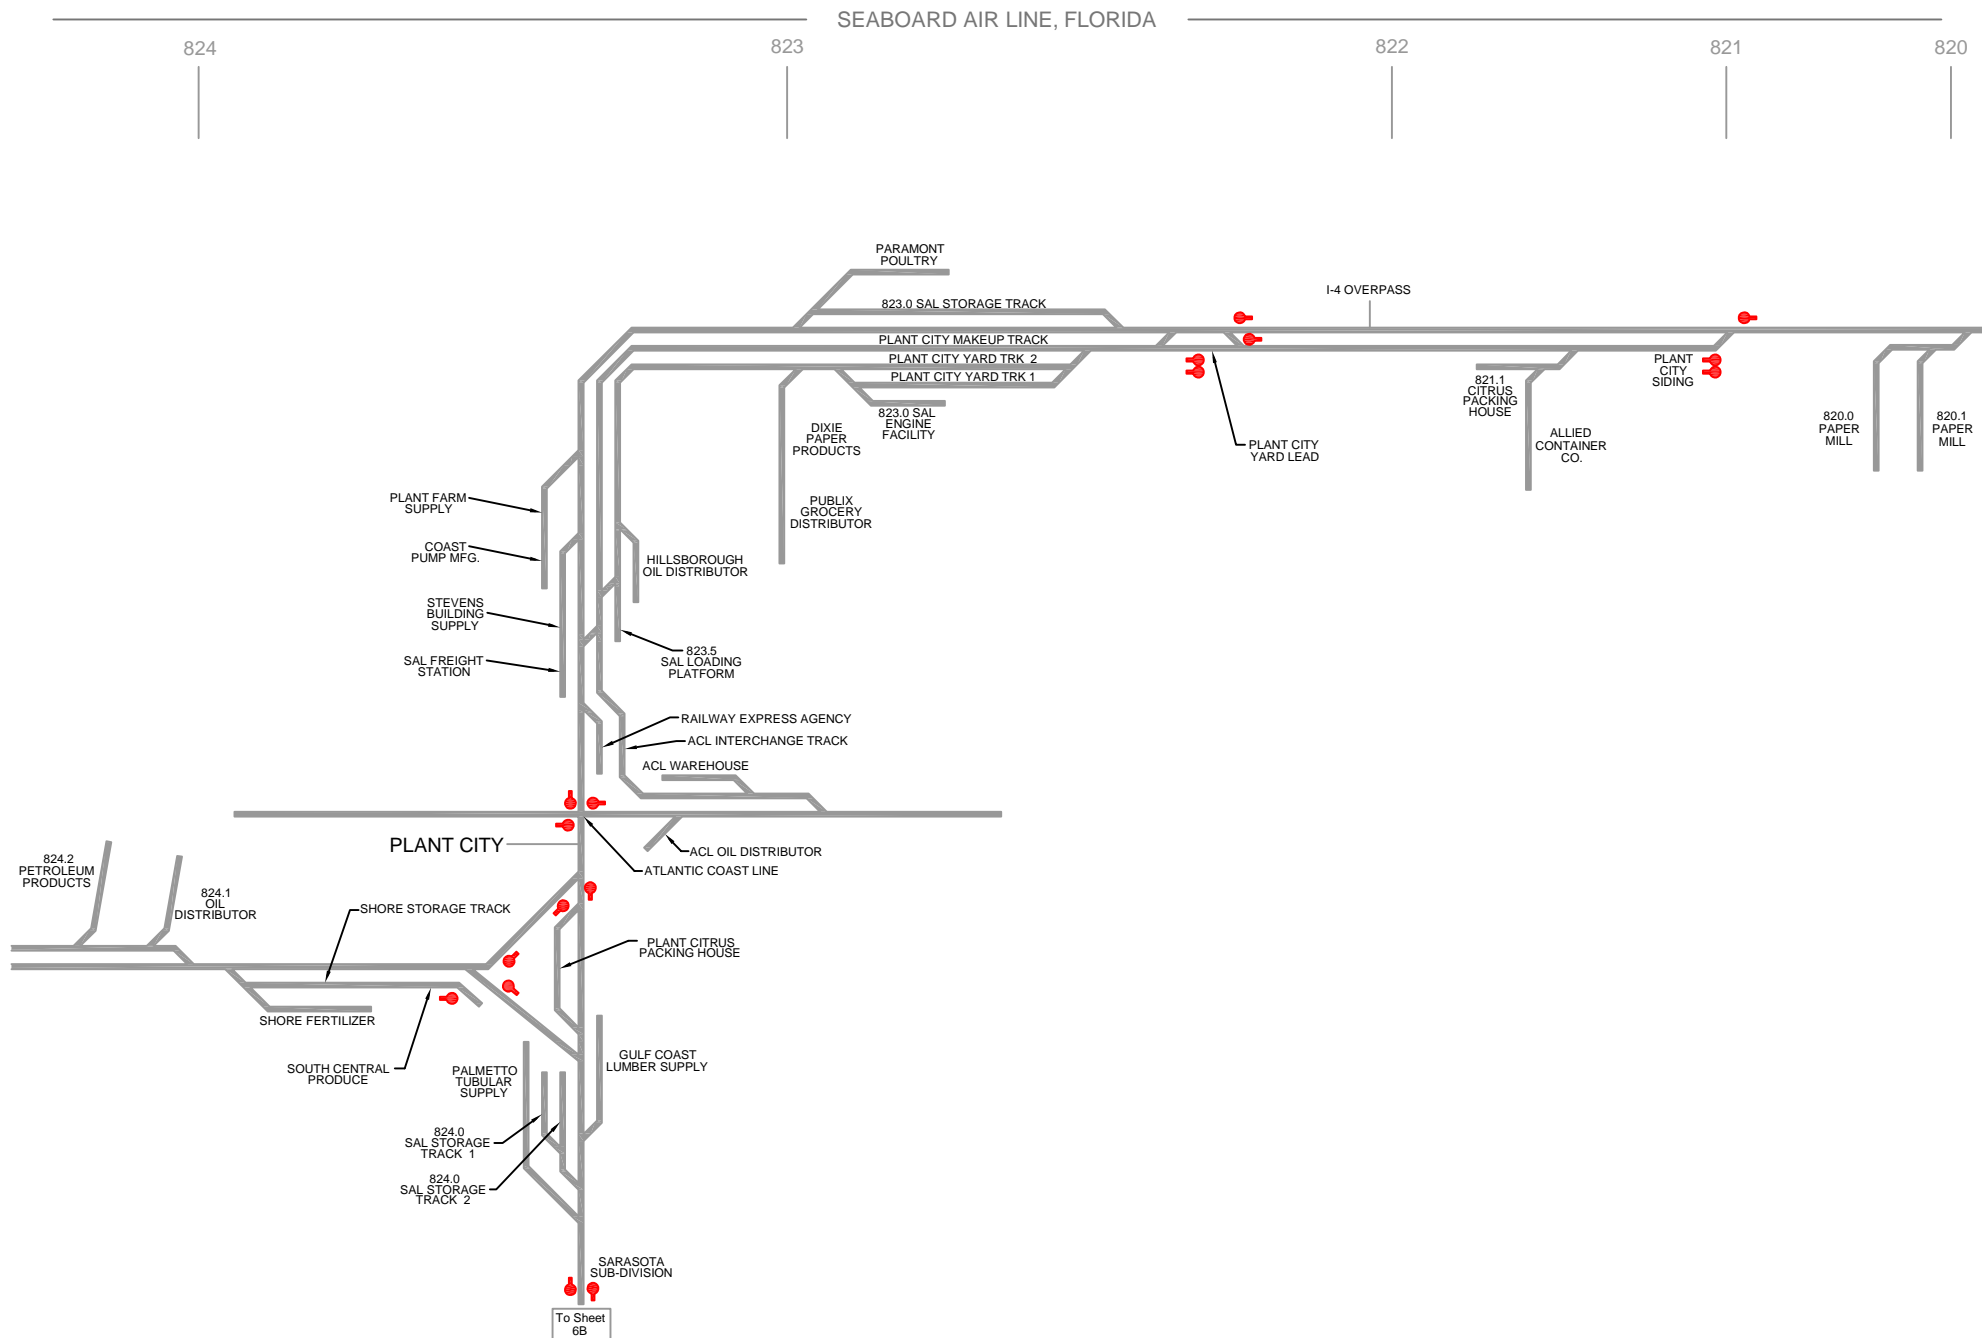 SEABOARD AIR LINE, FLORIDA
824
823
822
821
820
PARAMONT
POULTRY
823.0 SAL STORAGE TRACK
I-4 OVERPASS
PLANT CITY MAKEUP TRACK
PLANT CITY YARD TRK 2
PLANT CITY YARD TRK 1
823.0 SAL
ENGINE
FACILITY
PLANT
CITY
SIDING
821.1
CITRUS
PACKING
HOUSE
820.0
PAPER
MILL
820.1
PAPER
MILL
DIXIE
PAPER
PRODUCTS
PLANT CITY
YARD LEAD
ALLIED
CONTAINER
CO.
PLANT FARM
SUPPLY
PUBLIX
GROCERY
DISTRIBUTOR
COAST
PUMP MFG.
HILLSBOROUGH
OIL DISTRIBUTOR
STEVENS
BUILDING
SUPPLY
823.5
SAL LOADING
PLATFORM
SAL FREIGHT
STATION
RAILWAY EXPRESS AGENCY
ACL INTERCHANGE TRACK
ACL WAREHOUSE
PLANT CITY
ACL OIL DISTRIBUTOR
ATLANTIC COAST LINE
824.2
PETROLEUM
PRODUCTS
824.1
OIL
DISTRIBUTOR
SHORE STORAGE TRACK
PLANT CITRUS
PACKING HOUSE
SHORE FERTILIZER
SOUTH CENTRAL
PRODUCE
PALMETTO
TUBULAR
SUPPLY
GULF COAST
LUMBER SUPPLY
824.0
SAL STORAGE
TRACK 1
824.0
SAL STORAGE
TRACK 2
SARASOTA
SUB-DIVISION
To Sheet
6B